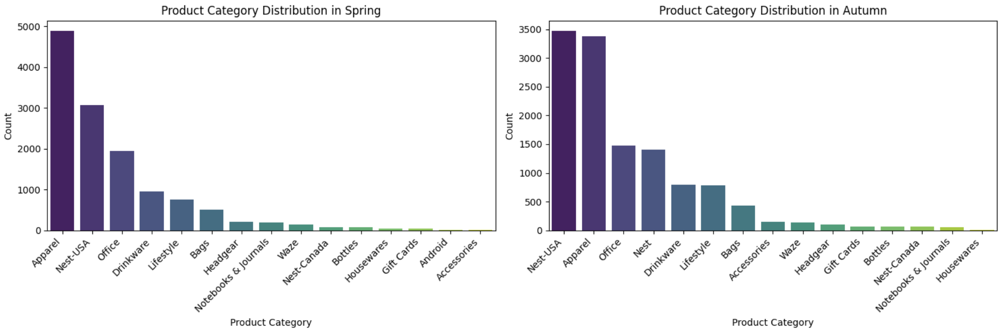 Product Category Distribution in Spring
5000
4000
3000
2000
1000
0
Count
Apparel
Nest-USA
Office
Drinkware
Lifestyle
Bags
Headgear
Notebooks & Journals
Waze
Nest-Canada
Bottles
Housewares
Gift Cards
Android
Accessories
Product Category
Product Category Distribution in Autumn
3500
3000
2500
2000
1500
1000
500
0
Count
Nest-USA
Apparel
Office
Nest
Drinkware
Lifestyle
Bags
Accessories
Waze
Headgear
Gift Cards
Bottles
Nest-Canada
Notebooks & Journals
Housewares
Product Category